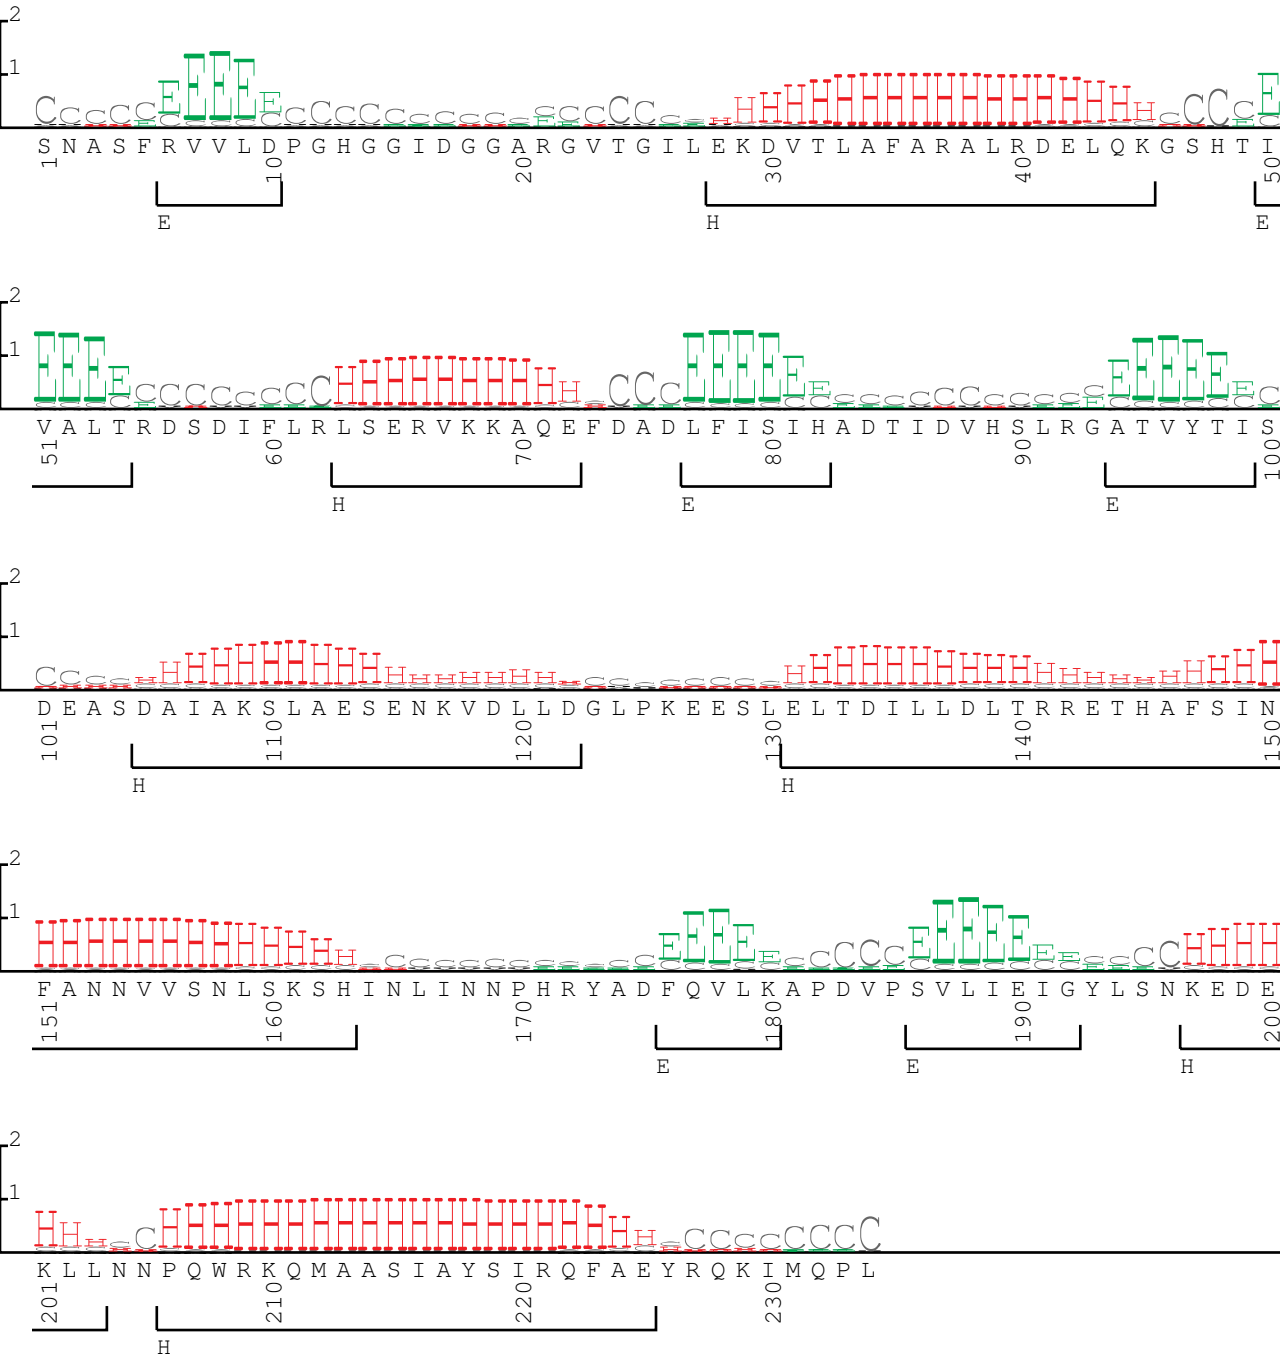 2
1
S N A S F R V V L D P G H G G I D G G A R G V T G I L E K D V T L A F A R A L R D E L Q K G S H T I
1 10 20 30 40 50
E H E
2
1
V A L T R D S D I F L R L S E R V K K A Q E F D A D L F I S I H A D T I D V H S L R G A T V Y T I S
51 60 70 80 90 100
H E E
2
1
D E A S D A I A K S L A E S E N K V D L L D G L P K E E S L E L T D I L L D L T R R E T H A F S I N
101 110 120 130 140 150
H H
2
1
F A N N V V S N L S K S H I N L I N N P H R Y A D F Q V L K A P D V P S V L I E I G Y L S N K E D E
151 160 170 180 190 200
E E H
2
1
K L L N N P Q W R K Q M A A S I A Y S I R Q F A E Y R Q K I M Q P L
201 210 220 230
H